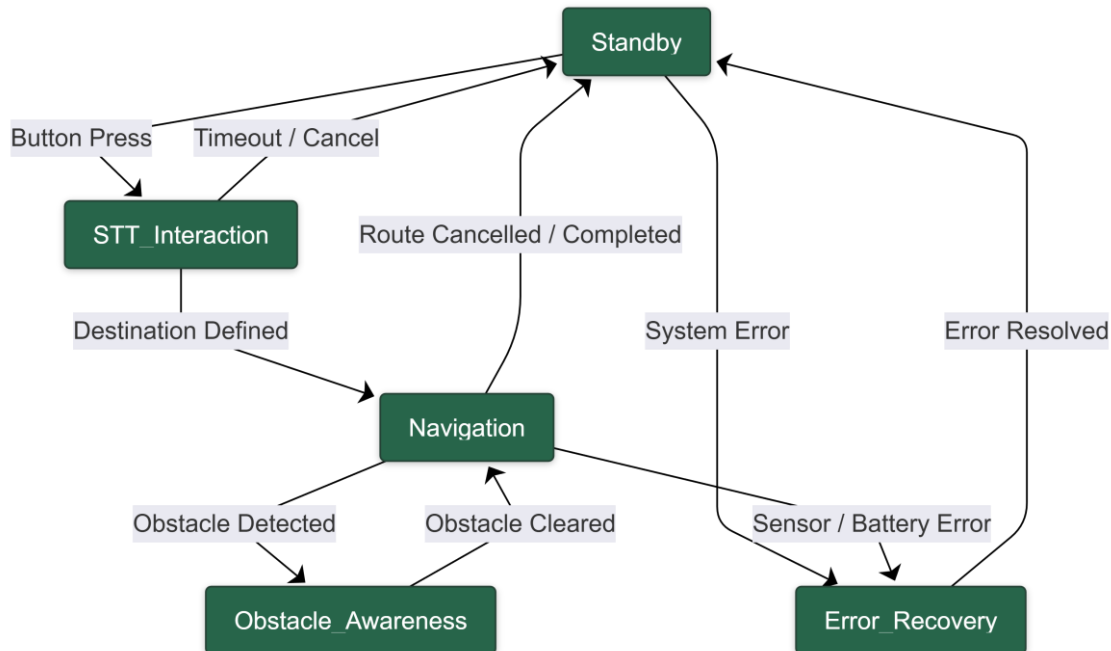 Standby
Button Press
Timeout / Cancel
STT_Interaction
Route Cancelled / Completed
Destination Defined
System Error
Error Resolved
Navigation
Obstacle Detected
Obstacle Cleared
Sensor / Battery Error
Obstacle_Awareness
Error_Recovery